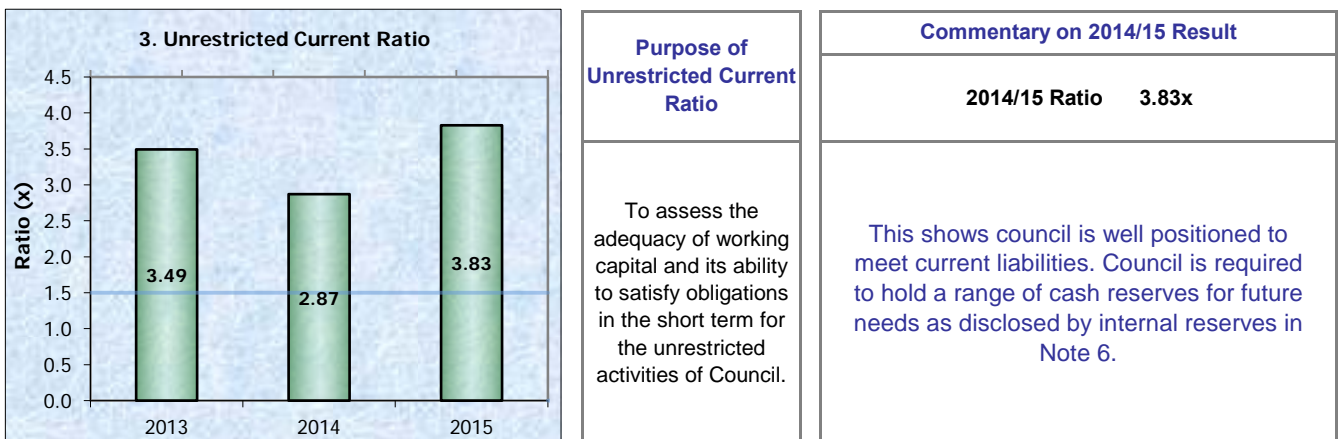 3. Unrestricted Current Ratio
Ratio (x)
4.5
4.0
3.5
3.0
2.5
2.0
1.5
1.0
0.5
0.0
3.49
2.87
3.83
2013
2014
2015
Purpose of
Unrestricted Current
Ratio
To assess the
adequacy of working
capital and its ability
to satisfy obligations
in the short term for
the unrestricted
activities of Council.
Commentary on 2014/15 Result
2014/15 Ratio 3.83x
This shows council is well positioned to
meet current liabilities. Council is required
to hold a range of cash reserves for future
needs as disclosed by internal reserves in
Note 6.